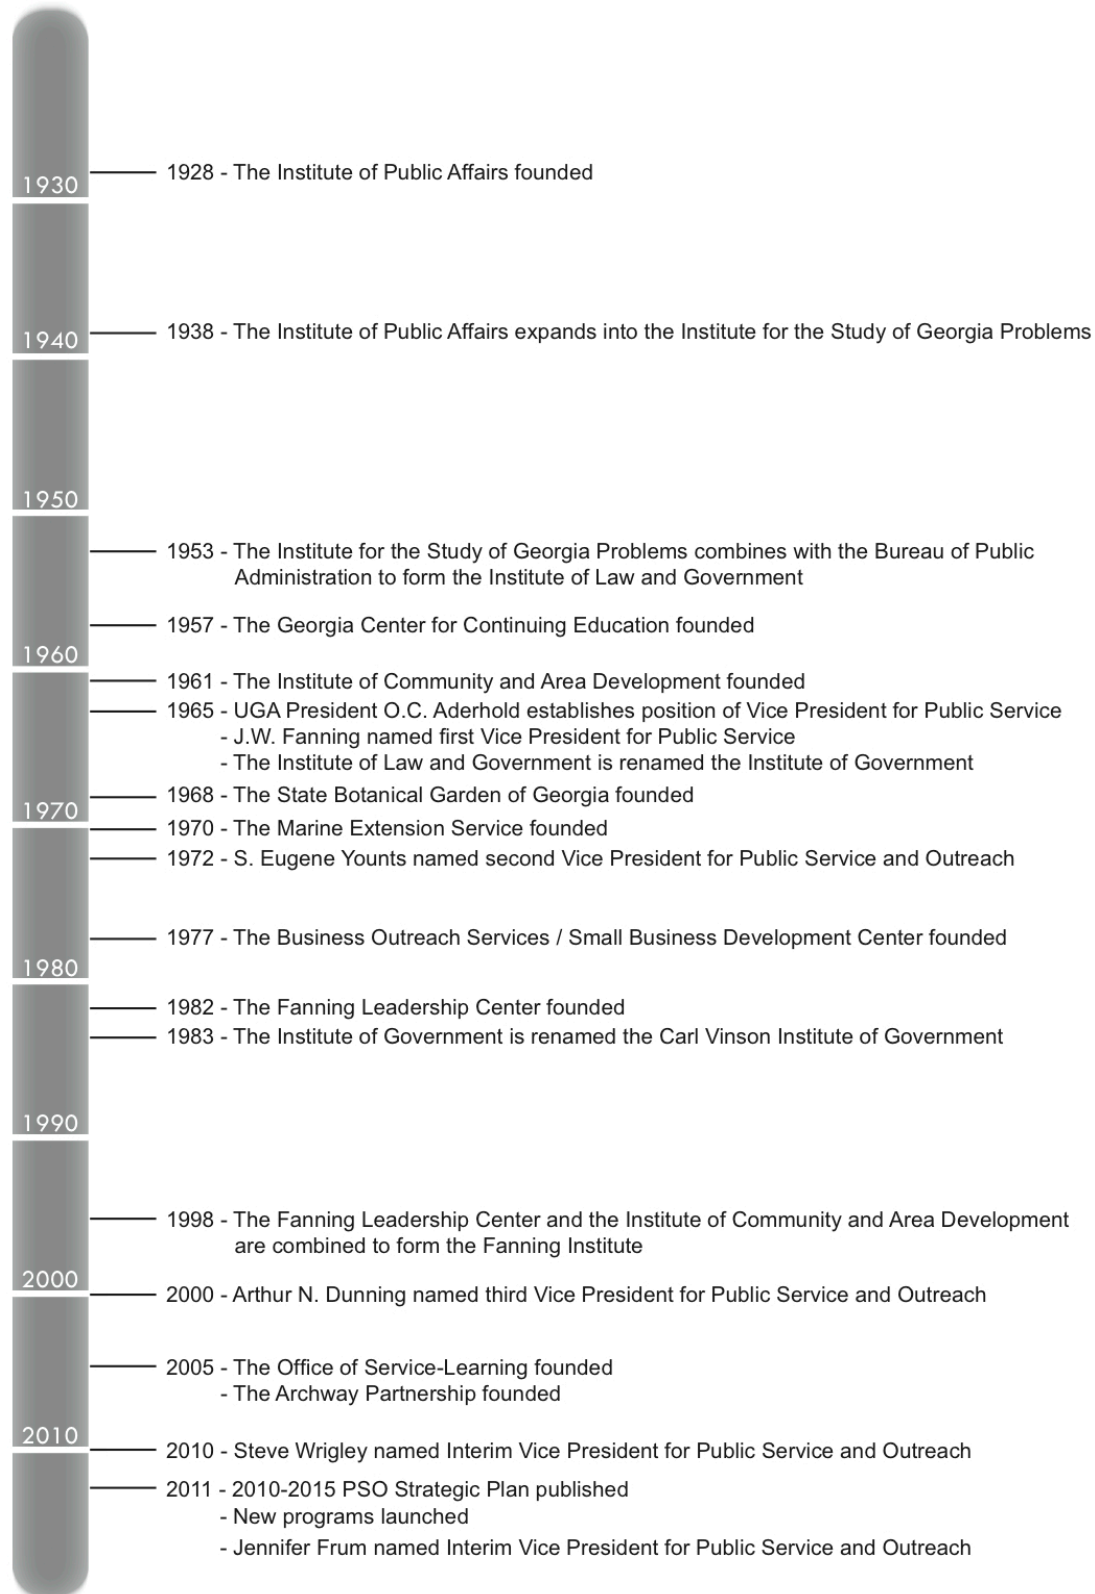 1930
1928 - The Institute of Public Affairs founded
1940
1938 - The Institute of Public Affairs expands into the Institute for the Study of Georgia Problems
1950
1953 - The Institute for the Study of Georgia Problems combines with the Bureau of Public
Administration to form the Institute of Law and Government
1957 - The Georgia Center for Continuing Education founded
1960
1961 - The Institute of Community and Area Development founded
1965 - UGA President O.C. Aderhold establishes position of Vice President for Public Service
- J.W. Fanning named first Vice President for Public Service
- The Institute of Law and Government is renamed the Institute of Government
1968 - The State Botanical Garden of Georgia founded
1970
1970 - The Marine Extension Service founded
1972 - S. Eugene Younts named second Vice President for Public Service and Outreach
1977 - The Business Outreach Services / Small Business Development Center founded
1980
1982 - The Fanning Leadership Center founded
1983 - The Institute of Government is renamed the Carl Vinson Institute of Government
1990
1998 - The Fanning Leadership Center and the Institute of Community and Area Development
are combined to form the Fanning Institute
2000
2000 - Arthur N. Dunning named third Vice President for Public Service and Outreach
2005 - The Office of Service-Learning founded
- The Archway Partnership founded
2010
2010 - Steve Wrigley named Interim Vice President for Public Service and Outreach
2011 - 2010-2015 PSO Strategic Plan published
- New programs launched
- Jennifer Frum named Interim Vice President for Public Service and Outreach